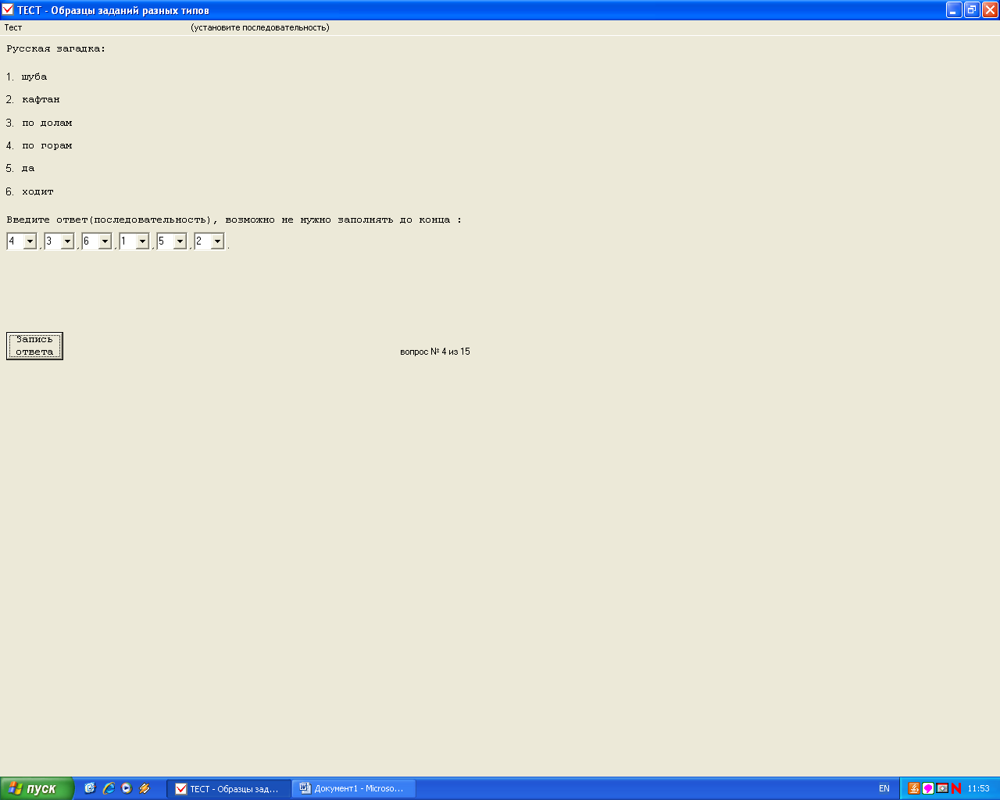 ТЕСТ - Образцы заданий разных типов
Тест (установите последовательность)
Русская загадка:
1. шуба
2. кафтан
3. по долам
4. по горам
5. да
6. ходит
Введите ответ(последовательность), возможно не нужно заполнять до конца :
4 , 3 , 6 , 1 , 5 , 2 .
Запись
ответа
вопрос № 4 из 15
пуск ТЕСТ - Образцы зад... Документ1 - Microso... EN 11:53